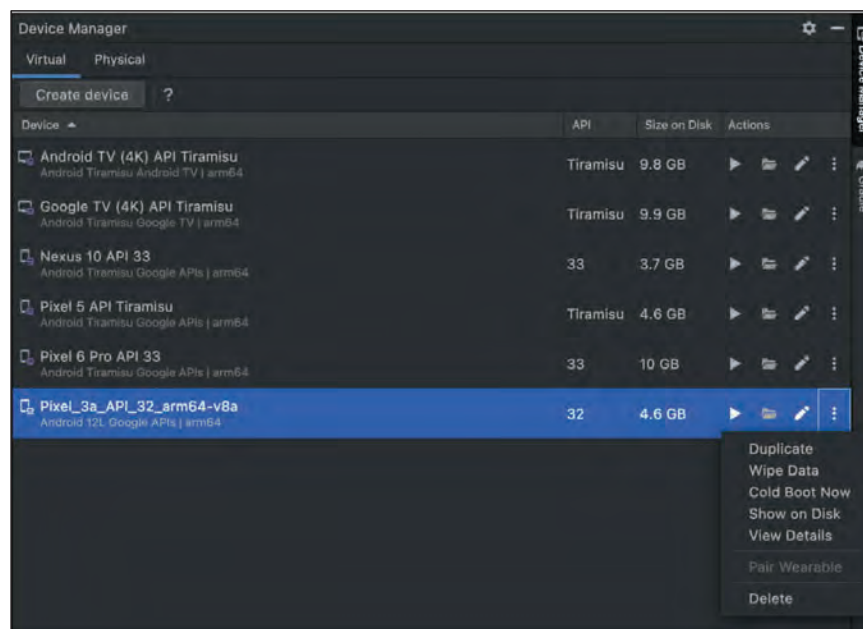 Device Manager
Virtual Physical
Create device ?
Device API Size on Disk Actions
Android TV (4K) API Tiramisu
Android Tiramisu Android TV | arm64
Tiramisu 9.8 GB
Google TV (4K) API Tiramisu
Android Tiramisu Google TV | arm64
Tiramisu 9.9 GB
Nexus 10 API 33
Android Tiramisu Google APIs | arm64
33 3.7 GB
Pixel 5 API Tiramisu
Android Tiramisu Google APIs | arm64
Tiramisu 4.6 GB
Pixel 6 Pro API 33
Android Tiramisu Google APIs | arm64
33 10 GB
Pixel_3a_API_32_arm64-v8a
Android 12L Google APIs | arm64
32 4.6 GB
Duplicate
Wipe Data
Cold Boot Now
Show on Disk
View Details
Pair Wearable
Delete
Device Manager